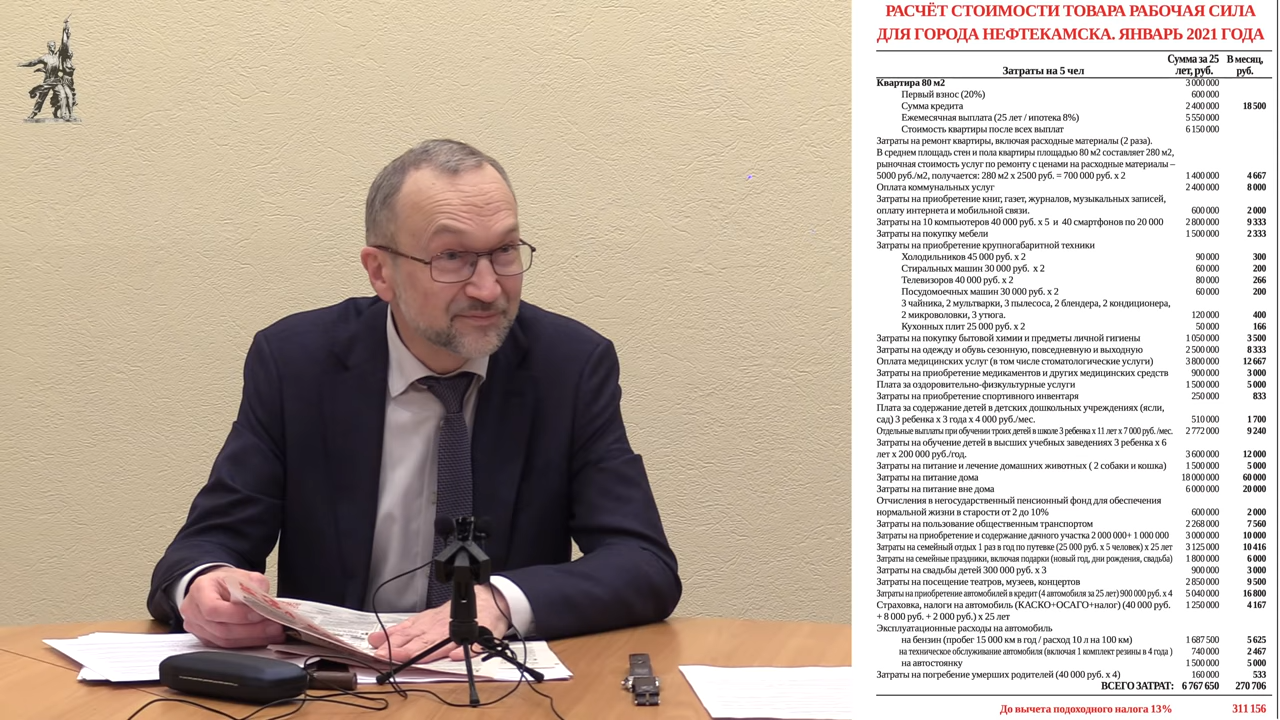 РАСЧЁТ СТОИМОСТИ ТОВАРА РАБОЧАЯ СИЛА
ДЛЯ ГОРОДА НЕФТЕКАМСКА. ЯНВАРЬ 2021 ГОДА
Затраты на 5 чел Сумма за 25 лет, руб. В месяц, руб.
Квартира 80 м2 3 000 000
Первый взнос (20%) 600 000
Сумма кредита 2 400 000 18 500
Ежемесячная выплата (25 лет / ипотека 8%) 5 550 000
Стоимость квартиры после всех выплат 6 150 000
Затраты на ремонт квартиры, включая расходные материалы (2 раза).
В среднем площадь стен и пола квартиры площадью 80 м2 составляет 280 м2,
рыночная стоимость услуг по ремонту с ценами на расходные материалы –
5000 руб./м2, получается: 280 м2 х 2500 руб. = 700 000 руб. х 2 1 400 000 4 667
Оплата коммунальных услуг 2 400 000 8 000
Затраты на приобретение книг, газет, журналов, музыкальных записей,
оплату интернета и мобильной связи. 600 000 2 000
Затраты на 10 компьютеров 40 000 руб. х 5 и 40 смартфонов по 20 000 2 800 000 9 333
Затраты на покупку мебели 1 500 000 2 333
Затраты на приобретение крупногабаритной техники
Холодильников 45 000 руб. х 2 90 000 300
Стиральных машин 30 000 руб. х 2 60 000 200
Телевизоров 40 000 руб. х 2 80 000 266
Посудомоечных машин 30 000 руб. х 2 60 000 200
3 чайника, 2 мультварки, 3 пылесоса, 2 блендера, 2 кондиционера,
2 микроволовки, 3 утюга. 120 000 400
Кухонных плит 25 000 руб. х 2 50 000 166
Затраты на покупку бытовой химии и предметы личной гигиены 1 050 000 3 500
Затраты на одежду и обувь сезонную, повседневную и выходную 2 500 000 8 333
Оплата медицинских услуг (в том числе стоматологические услуги) 3 800 000 12 667
Затраты на приобретение медикаментов и других медицинских средств 900 000 3 000
Плата за оздоровительно-физкультурные услуги 1 500 000 5 000
Затраты на приобретение спортивного инвентаря 250 000 833
Плата за содержание детей в детских дошкольных учреждениях (ясли,
сад) 3 ребенка х 3 года х 4 000 руб./мес. 510 000 1 700
Отдельные выплаты при обучении троих детей в школе 3 ребенка х 11 лет х 7 000 руб. /мес. 2 772 000 9 240
Затраты на обучение детей в высших учебных заведениях 3 ребенка х 6
лет х 200 000 руб./год. 3 600 000 12 000
Затраты на питание и лечение домашних животных ( 2 собаки и кошка) 1 500 000 5 000
Затраты на питание дома 18 000 000 60 000
Затраты на питание вне дома 6 000 000 20 000
Отчисления в негосударственный пенсионный фонд для обеспечения
нормальной жизни в старости от 2 до 10% 600 000 2 000
Затраты на пользование общественным транспортом 2 268 000 7 560
Затраты на приобретение и содержание дачного участка 2 000 000+ 1 000 000 3 000 000 10 000
Затраты на семейный отдых 1 раз в год по путевке (25 000 руб. х 5 человек) х 25 лет 3 125 000 10 416
Затраты на семейные праздники, включая подарки (новый год, дни рождения, свадьба) 1 800 000 6 000
Затраты на свадьбы детей 300 000 руб. х 3 900 000 3 000
Затраты на посещение театров, музеев, концертов 2 850 000 9 500
Затраты на приобретение автомобилей в кредит (4 автомобиля за 25 лет) 900 000 руб. х 4 5 040 000 16 800
Страховка, налоги на автомобиль (КАСКО+ОСАГО+налог) (40 000 руб. 1 250 000 4 167
+ 8 000 руб. + 2 000 руб.) х 25 лет
Эксплуатационные расходы на автомобиль
на бензин (пробег 15 000 км в год / расход 10 л на 100 км) 1 687 500 5 625
на техническое обслуживание автомобиля (включая 1 комплект резины в 4 года ) 740 000 2 467
на автостоянку 1 500 000 5 000
Затраты на погребение умерших родителей (40 000 руб. х 4) 160 000 533
ВСЕГО ЗАТРАТ: 6 767 650 270 706
До вычета подоходного налога 13% 311 156